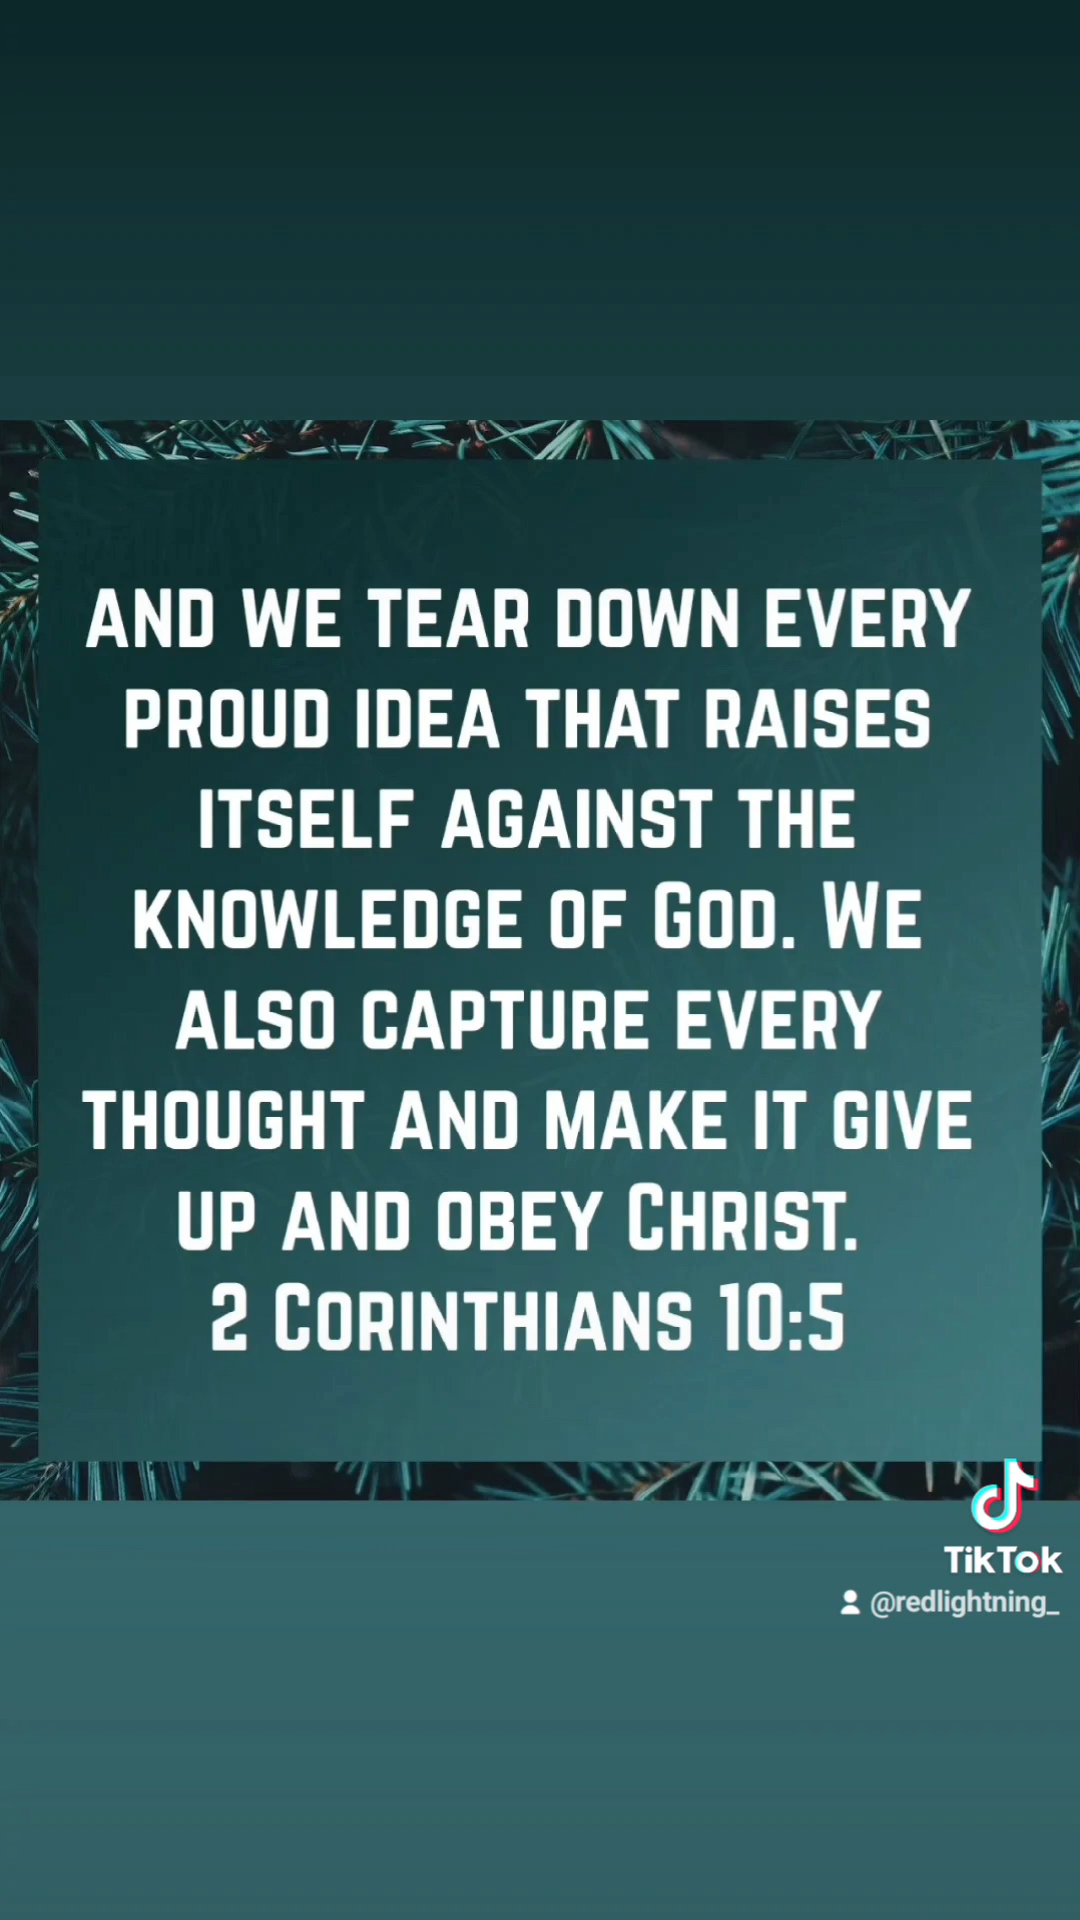 AND WE TEAR DOWN EVERY
PROUD IDEA THAT RAISES
ITSELF AGAINST THE
KNOWLEDGE OF GOD. WE
ALSO CAPTURE EVERY
THOUGHT AND MAKE IT GIVE
UP AND OBEY CHRIST.
2 CORINTHIANS 10:5
TikTok
@redlightning_